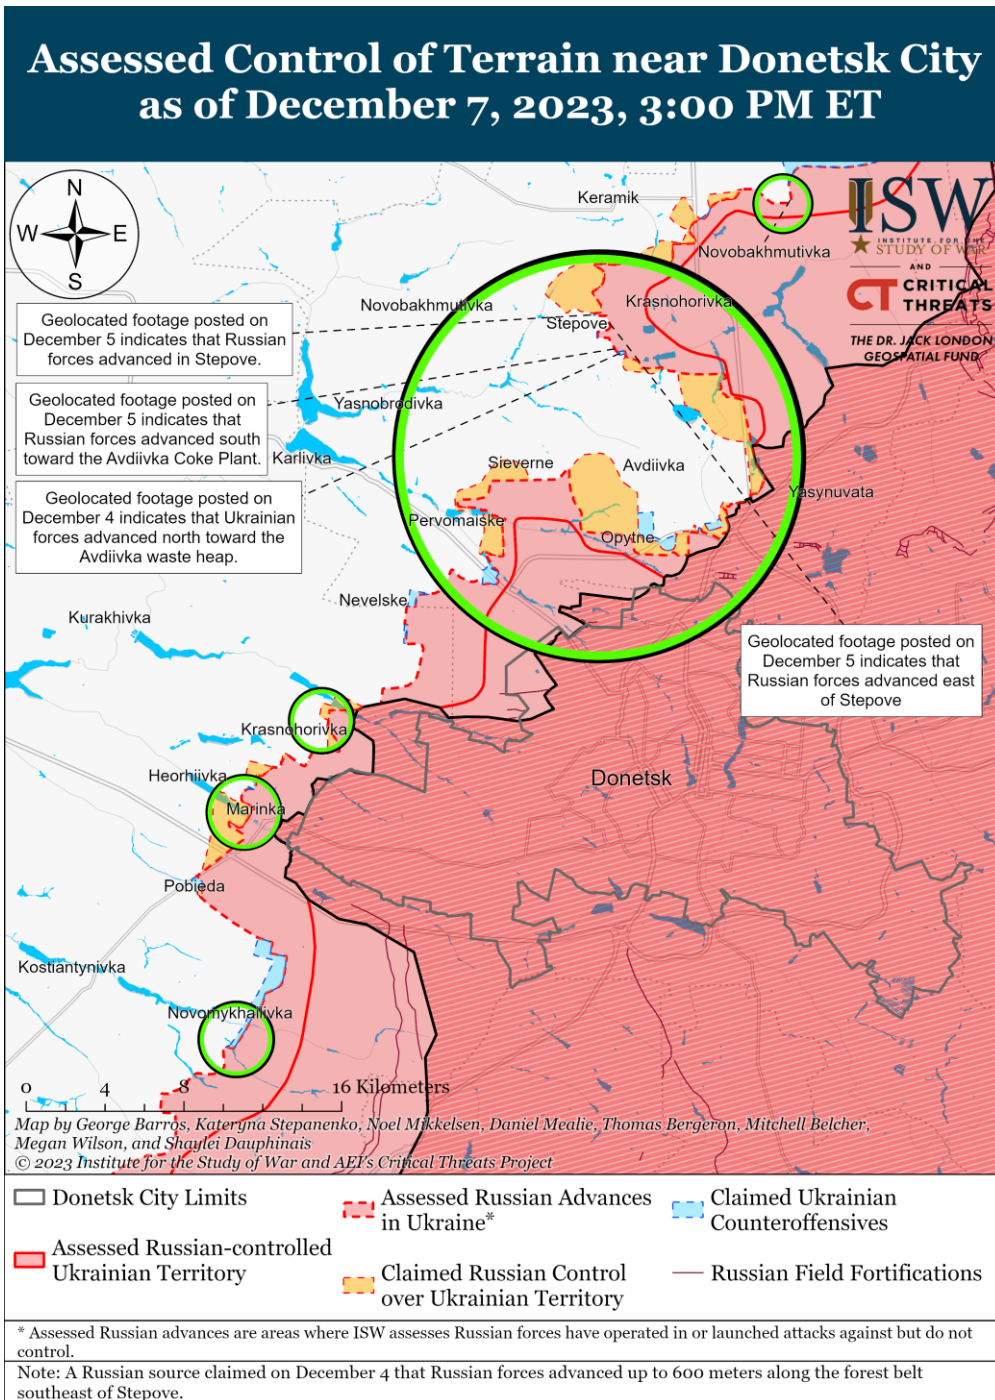 Assessed Control of Terrain near Donetsk City
as of December 7, 2023, 3:00 PM ET
N
W
E
S
Keramik
ISW
INSTITUTE FOR THE
STUDY OF WAR
AND
CT CRITICAL
THREATS
THE DR. JACK LONDON
GEOSPATIAL FUND
Novobakhmutivka
Novobakhmutivka
Krasnohorivka
Stepove
Geolocated footage posted on
December 5 indicates that Russian
forces advanced in Stepove.
Geolocated footage posted on
December 5 indicates that
Russian forces advanced south
toward the Avdiivka Coke Plant.
Yasnobrodivka
Karlivka
Geolocated footage posted on
December 4 indicates that Ukrainian
forces advanced north toward the
Avdiivka waste heap.
Sieverne
Avdiivka
Yasynuvata
Pervomaiske
Opytne
Nevelske
Kurakhivka
Geolocated footage posted on
December 5 indicates that
Russian forces advanced east
of Stepove
Krasnohorivka
Heorhiivka
Donetsk
Marinka
Pobieda
Kostiantynivka
Novomykhailivka
0 4 8 16 Kilometers
Map by George Barros, Kateryna Stepanenko, Noel Mikkelsen, Daniel Mealie, Thomas Bergeron, Mitchell Belcher,
Megan Wilson, and Shaylei Dauphinais
© 2023 Institute for the Study of War and AEI's Critical Threats Project
Donetsk City Limits
Assessed Russian-controlled
Ukrainian Territory
Assessed Russian Advances
in Ukraine*
Claimed Russian Control
over Ukrainian Territory
Claimed Ukrainian
Counteroffensives
Russian Field Fortifications
* Assessed Russian advances are areas where ISW assesses Russian forces have operated in or launched attacks against but do not
control.
Note: A Russian source claimed on December 4 that Russian forces advanced up to 600 meters along the forest belt
southeast of Stepove.